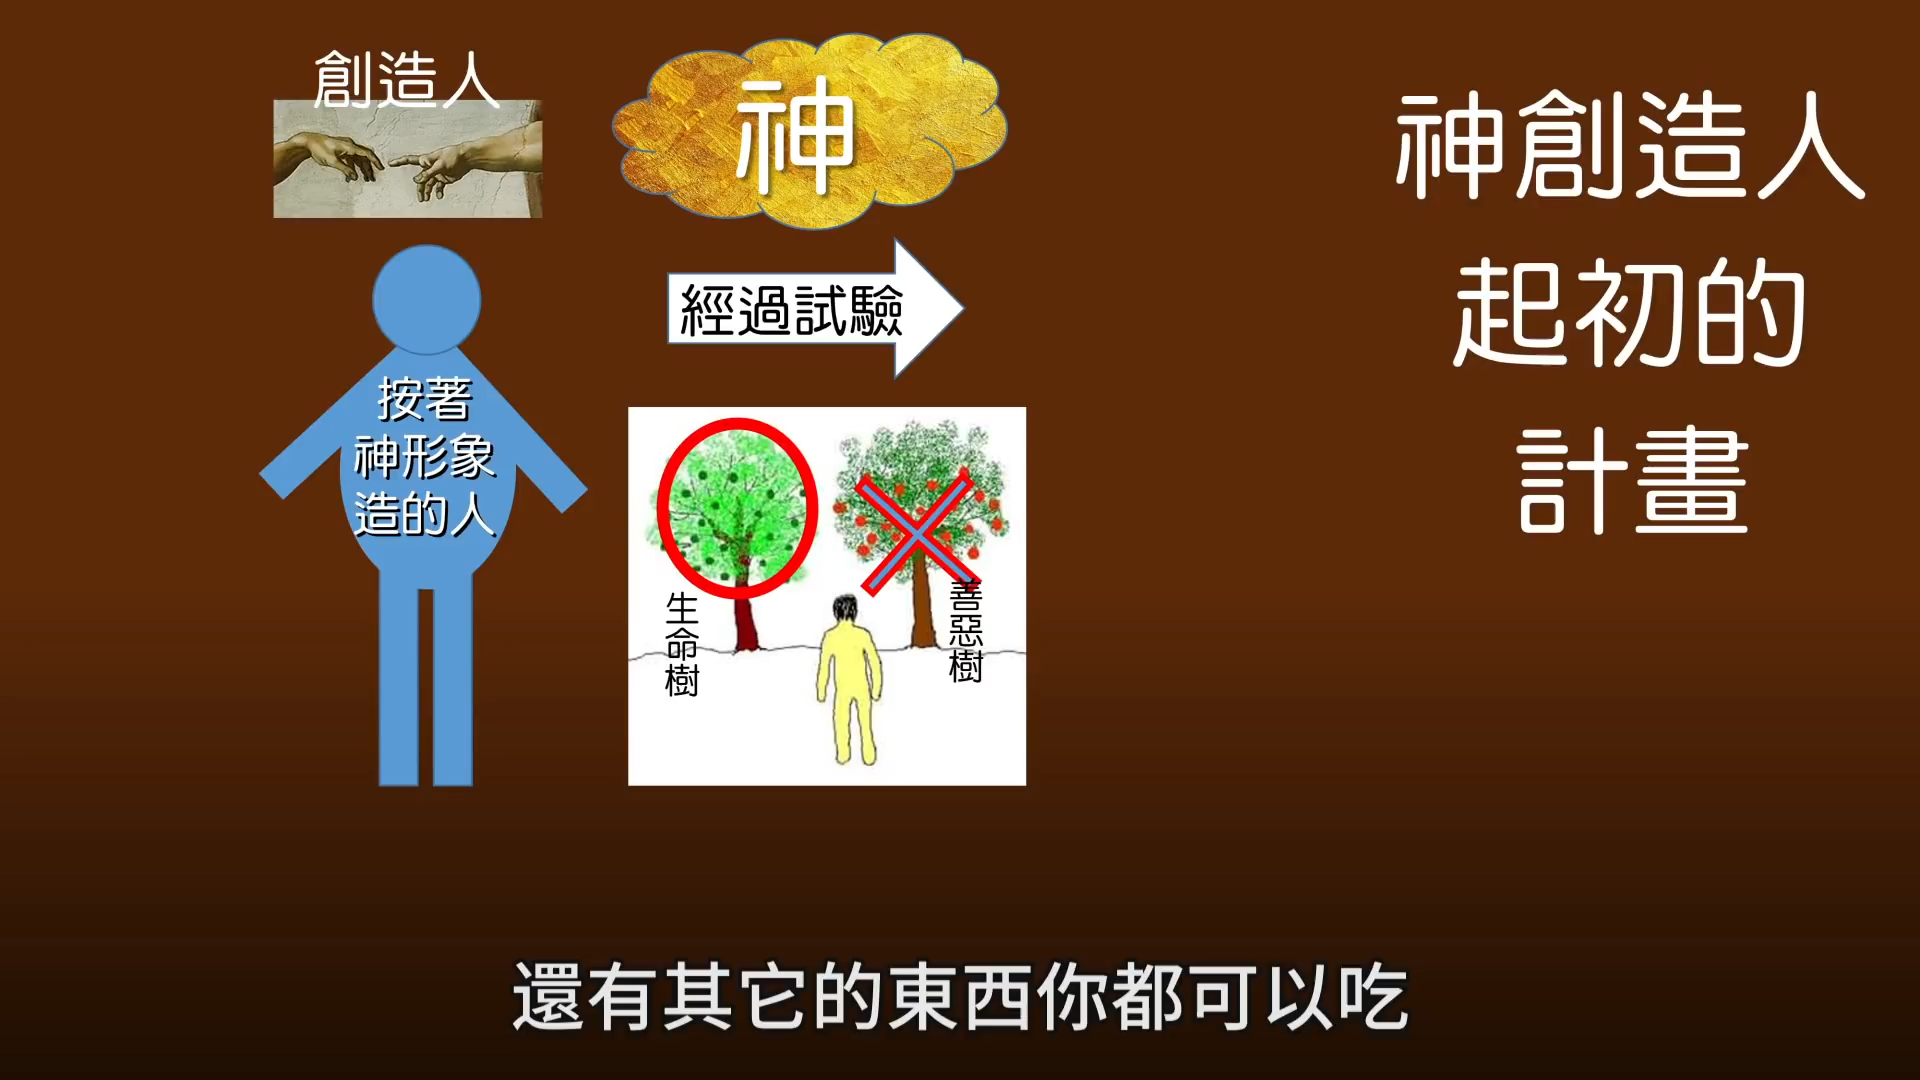 創造人
神
神創造人
起初的
計畫
經過試驗
按著
神形象
造的人
生命樹
善惡樹
還有其它的東西你都可以吃